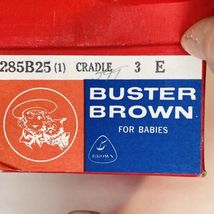 285B25 (1) CRADLE 3 E
BUSTER
BROWN
FOR BABIES
BROWN